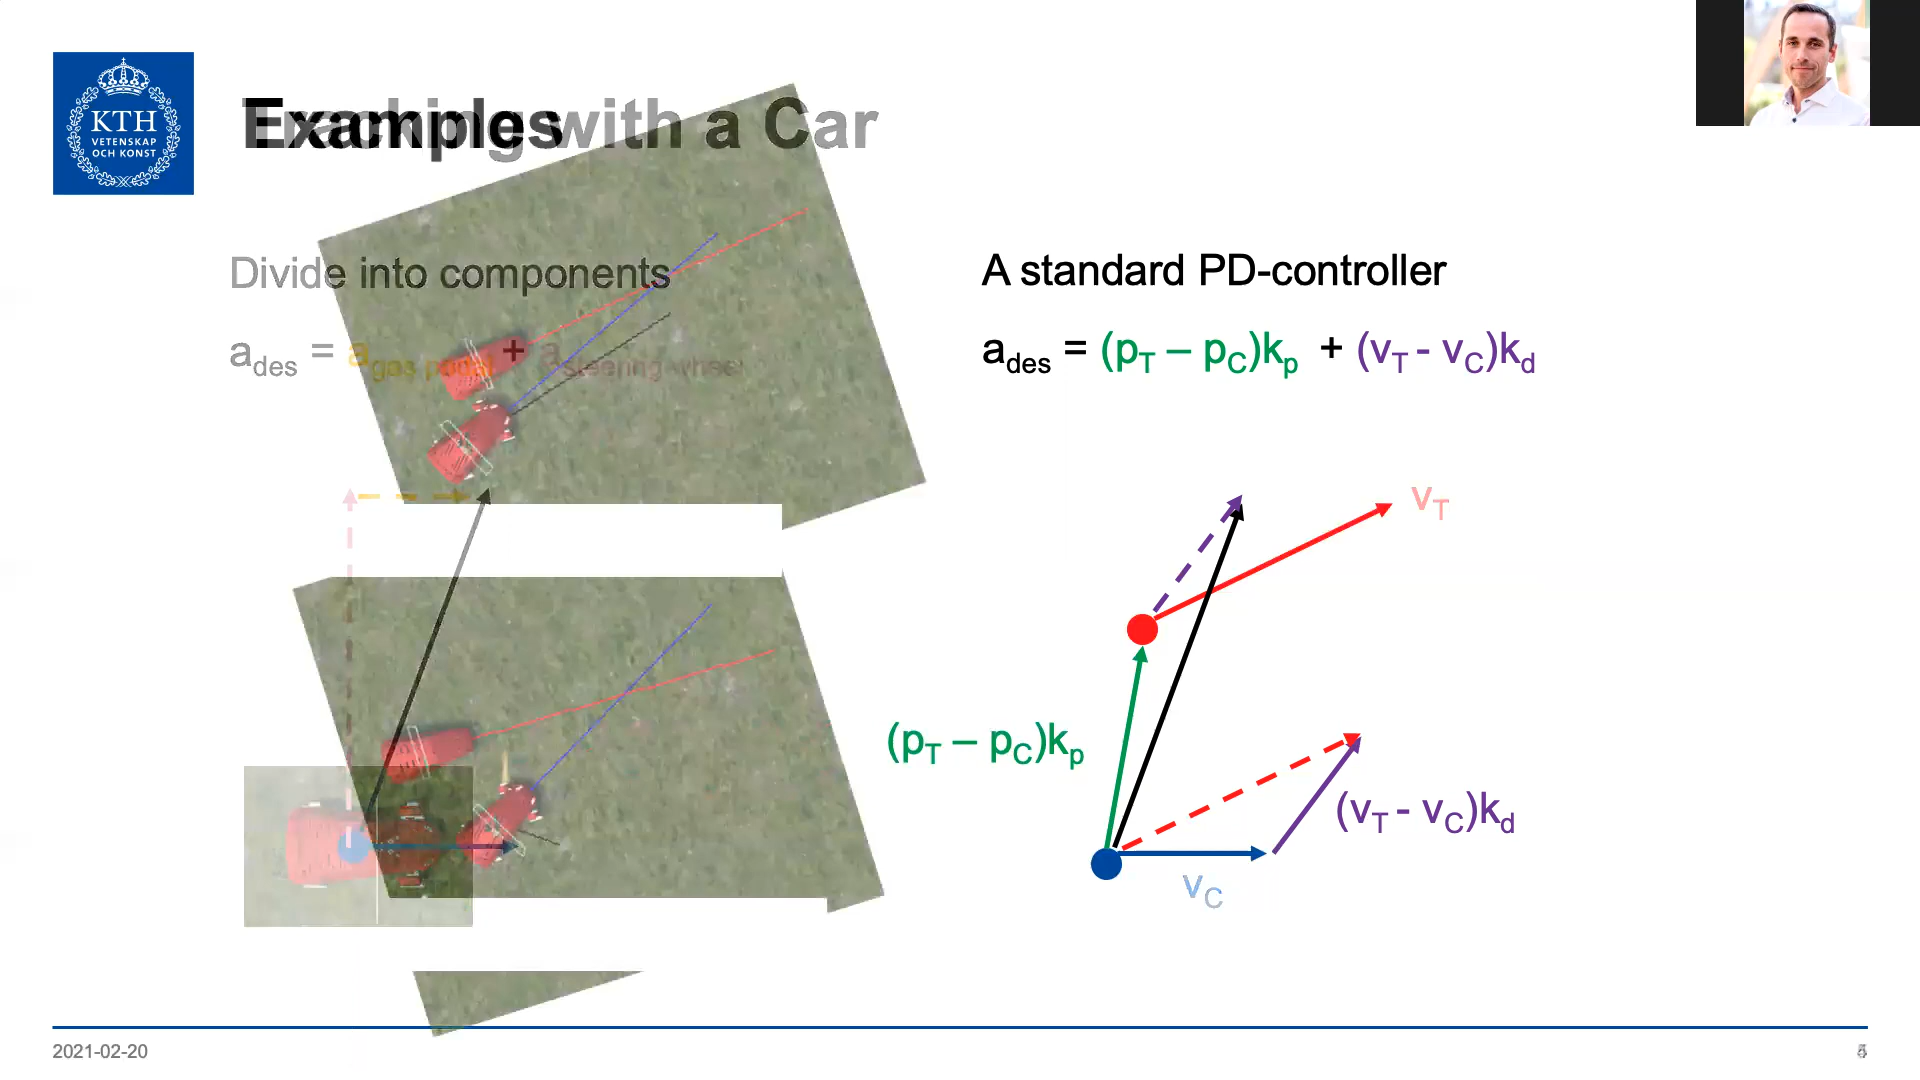 KTH
VETENSKAP
OCH KONST
Examples
Tracking with a Car
Divide into components
a_des = a_gas pedal + a_steering wheel
A standard PD-controller
a_des = (p_T – p_C)k_p + (v_T - v_C)k_d
v_T
(p_T – p_C)k_p
(v_T - v_C)k_d
v_C
2021-02-20